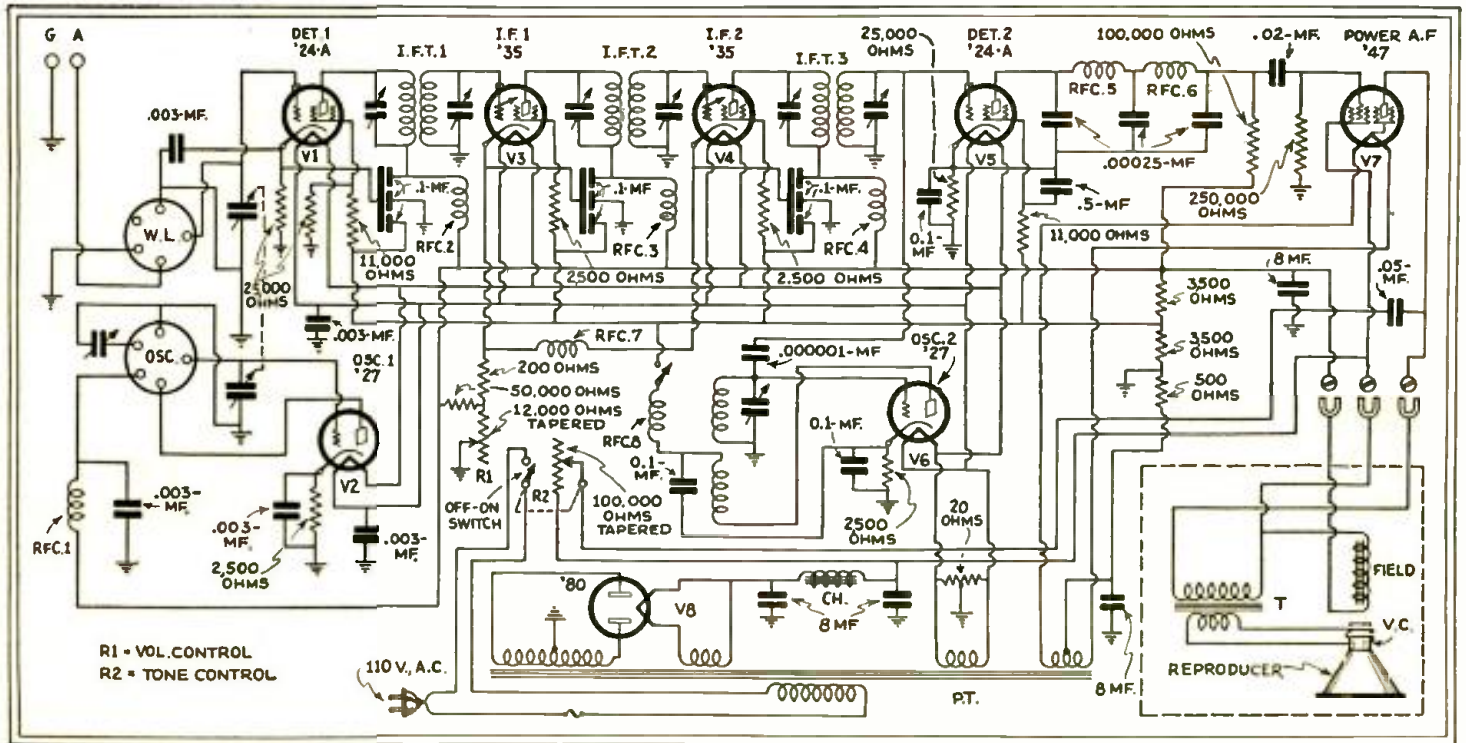 G A
DET.1
'24-A
I.F.T.1
I.F.1
'35
I.F.T.2
I.F.2
'35
I.F.T.3
25,000
OHMS
DET.2
'24-A
100,000 OHMS
.02-MF.
POWER A.F
'47
RFC.5
RFC.6
.003-MF.
V1
V3
V4
V5
V7
.00025-MF
.1-MF.
.1-MF
.1-MF.
.5-MF
250,000
OHMS
W.L.
RFC.2
RFC.3
RFC.4
0.1-
MF
11,000 OHMS
11,000
OHMS
2,500 OHMS
2,500 OHMS
8 MF.
.05-
MF.
OHMS
3,500
OHMS
.003-MF.
OSC.
RFC.7
.000001-MF
OSC.2
'27
3,500
OHMS
OSC.1
'27
200 OHMS
50,000 OHMS
12,000 OHMS
TAPERED
500
OHMS
RFC.8
0.1-MF.
V6
R1
0.1-
MF.
V2
R2
100,000
OHMS
TAPERED
OFF-ON
SWITCH
2500
OHMS
20
OHMS
.003-
MF.
.003-
MF.
.003-
MF.
RFC.1
2,500
OHMS
'80
V8
CH.
8 MF
FIELD
T
V.C.
R1 = VOL. CONTROL
R2 = TONE CONTROL
110 V., A.C.
P.T.
8 MF.
REPRODUCER